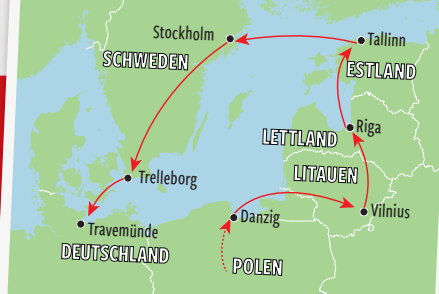 Stockholm
Tallinn
SCHWEDEN
ESTLAND
Riga
LETTLAND
LITAUEN
Trelleborg
Vilnius
Danzig
Travemünde
DEUTSCHLAND
POLEN